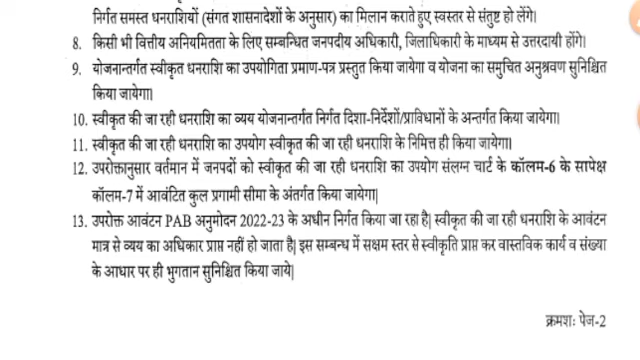 निर्गत समस्त धनराशियों (संगत शासनादेशों के अनुसार) का मिलान कराते हुए स्वस्तर से संतुष्ट हो लेंगे।
8. किसी भी वित्तीय अनियमितता के लिए सम्बन्धित जनपदीय अधिकारी, जिलाधिकारी के माध्यम से उत्तरदायी होंगे।
9. योजनान्तर्गत स्वीकृत धनराशि का उपयोगिता प्रमाण-पत्र प्रस्तुत किया जायेगा व योजना का समुचित अनुश्रवण सुनिश्चित
किया जायेगा।
10. स्वीकृत की जा रही धनराशि का व्यय योजनान्तर्गत निर्गत दिशा-निर्देशों/प्राविधानों के अन्तर्गत किया जायेगा।
11. स्वीकृत की जा रही धनराशि का उपयोग स्वीकृत की जा रही धनराशि के निमित्त ही किया जायेगा।
12. उपरोक्तानुसार वर्तमान में जनपदों को स्वीकृत की जा रही धनराशि का उपयोग संलग्न चार्ट के कॉलम-6 के सापेक्ष
कॉलम-7 में आवंटित कुल प्रगामी सीमा के अंतर्गत किया जायेगा|
13. उपरोक्त आवंटन PAB अनुमोदन 2022-23 के अधीन निर्गत किया जा रहा है| स्वीकृत की जा रही धनराशि के आवंटन
मात्र से व्यय का अधिकार प्राप्त नहीं हो जाता है| इस सम्बन्ध में सक्षम स्तर से स्वीकृति प्राप्त कर वास्तविक कार्य व संख्या
के आधार पर ही भुगतान सुनिश्चित किया जाये|
क्रमशः पेज-2